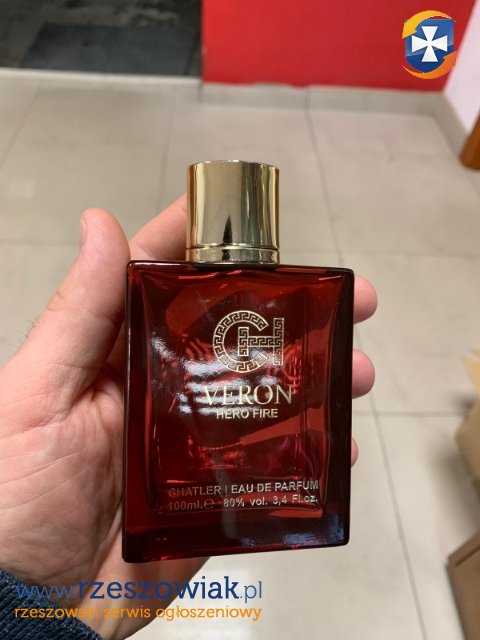 VERON
HERO FIRE
CHATLER | EAU DE PARFUM
100ml. ℮ 80% vol. 3,4 Fl.oz.
www.rzeszowiak.pl
rzeszowski serwis ogłoszeniowy